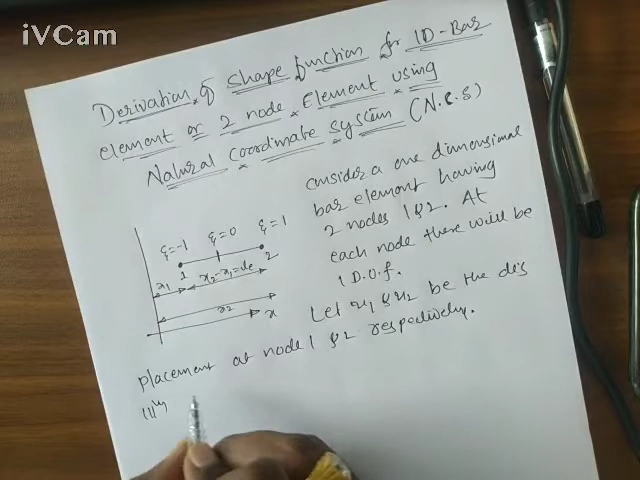 iVCam
Derivation of shape function for 1D-Bar
element or 2 node Element using
Natural coordinate system (N.C.S)
consider a one dimensional
bar element having
2 nodes 1 & 2. At
each node there will be
1 D.O.f.
Let u1 & u2 be the dis
placement at node 1 & 2 respectively.
|||ly
ξ=-1 ξ=0 ξ=1
1 2
x1 x2-x1=le
x2
x